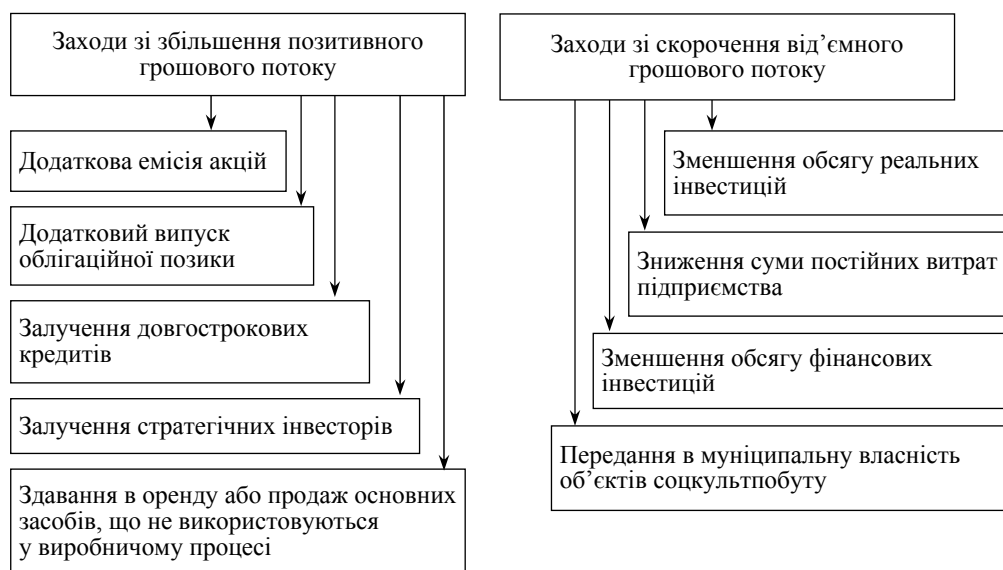 Заходи зі збільшення позитивного
грошового потоку
Додаткова емісія акцій
Додатковий випуск
облігаційної позики
Залучення довгострокових
кредитів
Залучення стратегічних інвесторів
Здавання в оренду або продаж основних
засобів, що не використовуються
у виробничому процесі
Заходи зі скорочення від’ємного
грошового потоку
Зменшення обсягу реальних
інвестицій
Зниження суми постійних витрат
підприємства
Зменшення обсягу фінансових
інвестицій
Передання в муніципальну власність
об’єктів соцкультпобуту